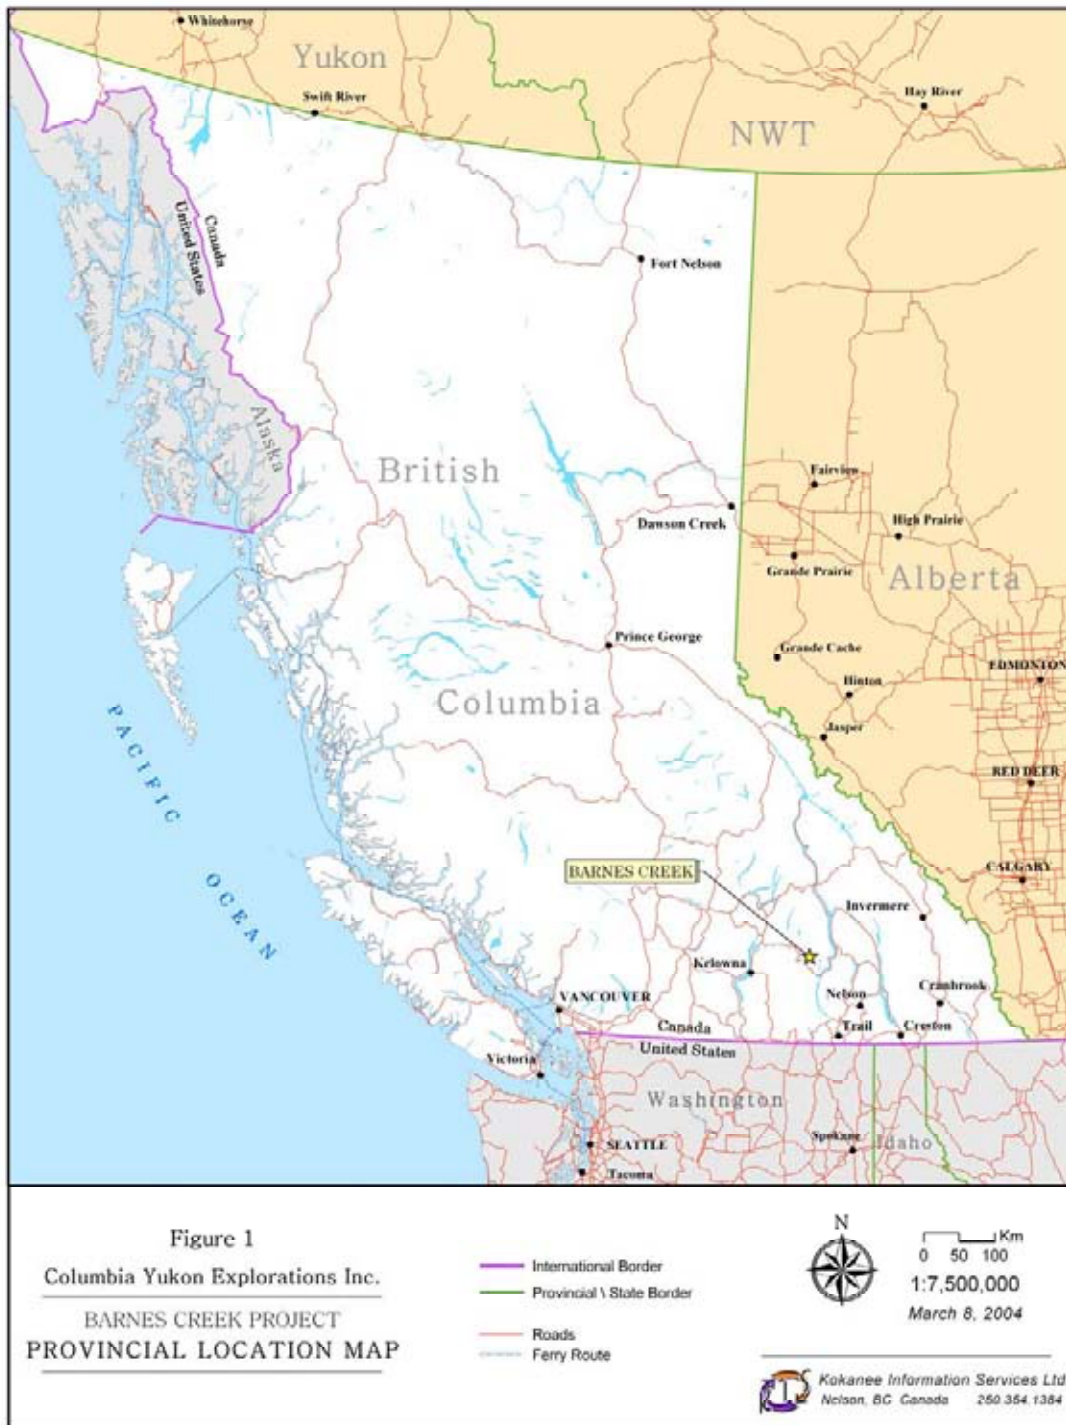 Whitehorse
Yukon
Swift River
Hay River
NWT
Canada
United States
Fort Nelson
Alaska
British
Fairview
Dawson Creek
High Prairie
Grande Prairie
Alberta
Prince George
Grande Cache
EDMONTON
Hinton
Columbia
Jasper
PACIFIC
OCEAN
RED DEER
BARNES CREEK
CALGARY
Invermere
Kelowna
Nelson
Cranbrook
VANCOUVER
Trail
Creston
Canada
United States
Victoria
Washington
Spokane
Idaho
SEATTLE
Tacoma
Figure 1
Columbia Yukon Explorations Inc.
BARNES CREEK PROJECT
PROVINCIAL LOCATION MAP
International Border
Provincial \ State Border
Roads
Ferry Route
N
Km
0 50 100
1:7,500,000
March 8, 2004
Kokanee Information Services Ltd
Nelson, BC Canada 250.354.1384